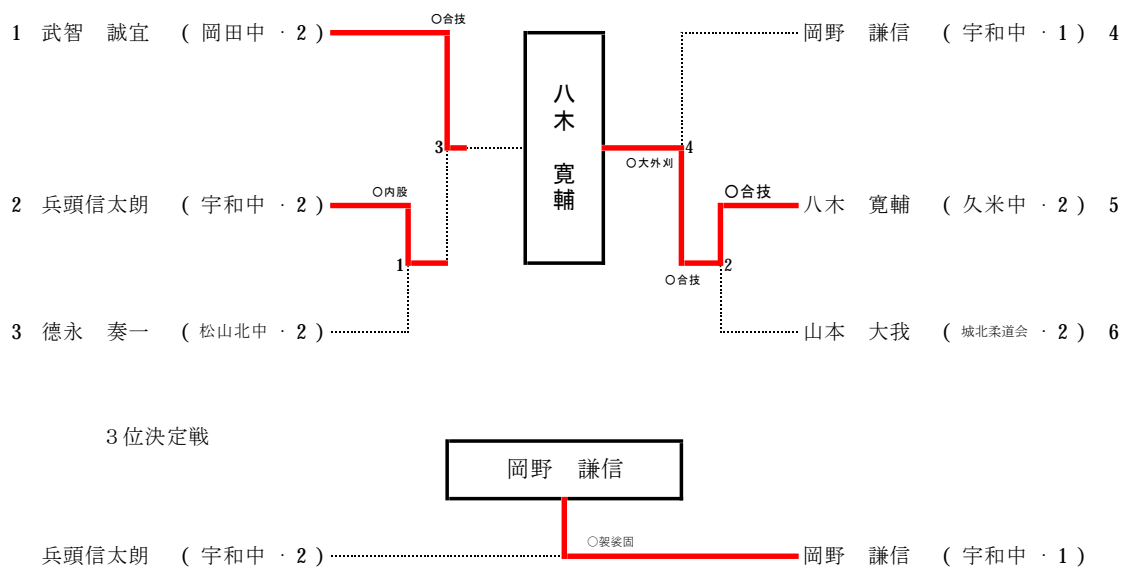 ○合技
1 武智 誠宜 ( 岡田中 · 2 )
岡野 謙信 ( 宇和中 · 1 ) 4
八木 寛輔
3
4
○大外刈
2 兵頭信太朗 ( 宇和中 · 2 )
○内股
○合技
八木 寛輔 ( 久米中 · 2 ) 5
1
2
○合技
3 德永 奏一 ( 松山北中 · 2 )
山本 大我 ( 城北柔道会 · 2 ) 6
3位決定戦
岡野 謙信
○袈裟固
兵頭信太朗 ( 宇和中 · 2 )
岡野 謙信 ( 宇和中 · 1 )